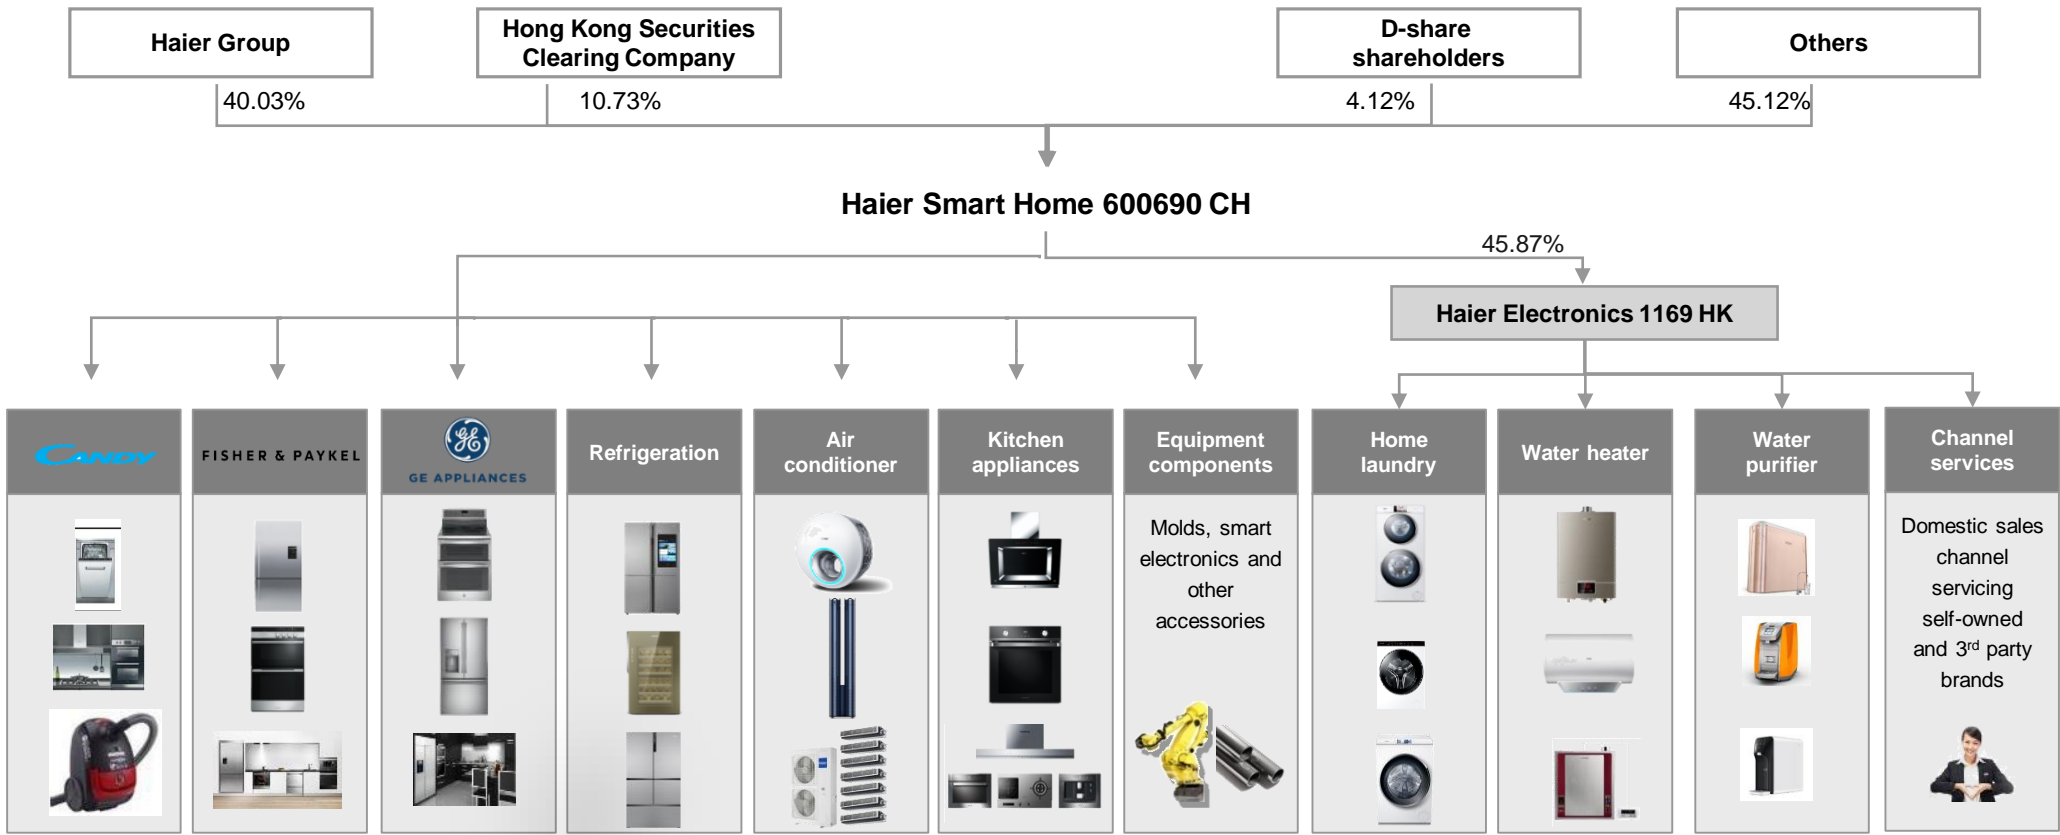 Haier Group
Hong Kong Securities
Clearing Company
D-share
shareholders
Others
40.03%
10.73%
4.12%
45.12%
Haier Smart Home 600690 CH
45.87%
Haier Electronics 1169 HK
CANDY
FISHER & PAYKEL
GE
GE APPLIANCES
Refrigeration
Air
conditioner
Kitchen
appliances
Equipment
components
Home
laundry
Water heater
Water
purifier
Channel
services
Molds, smart
electronics and
other
accessories
Domestic sales
channel
servicing
self-owned
and 3rd party
brands